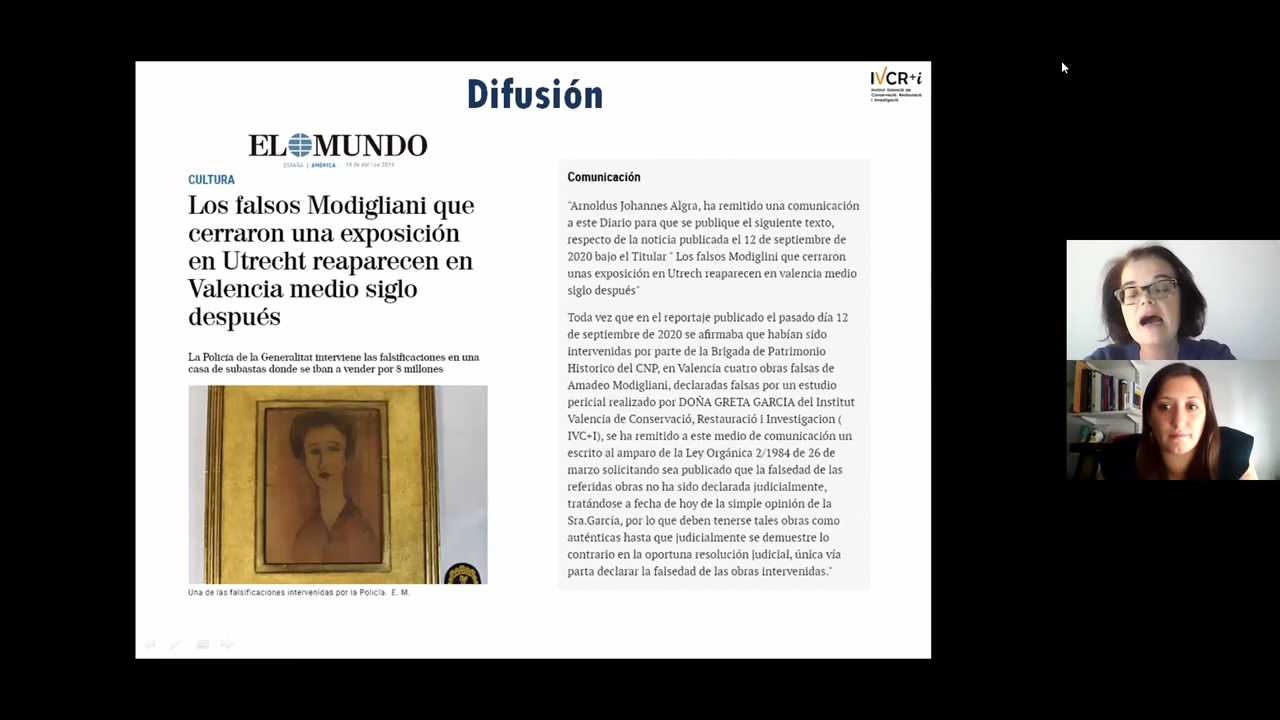 Difusión
IVCR+i
Institut Valencià de
Conservació, Restauració
i Investigació
EL MUNDO
ESPAÑA | AMÉRICA
CULTURA
Los falsos Modigliani que
cerraron una exposición
en Utrecht reaparecen en
Valencia medio siglo
después
La Policía de la Generalitat interviene las falsificaciones en una
casa de subastas donde se iban a vender por 8 millones
Una de las falsificaciones intervenidas por la Policía. E. M.
Comunicación
"Arnoldus Johannes Algra, ha remitido una comunicación
a este Diario para que se publique el siguiente texto,
respecto de la noticia publicada el 12 de septiembre de
2020 bajo el Titular " Los falsos Modiglini que cerraron
unas exposición en Utrech reaparecen en valencia medio
siglo después"
Toda vez que en el reportaje publicado el pasado día 12
de septiembre de 2020 se afirmaba que habían sido
intervenidas por parte de la Brigada de Patrimonio
Historico del CNP, en Valencia cuatro obras falsas de
Amadeo Modigliani, declaradas falsas por un estudio
pericial realizado por DOÑA GRETA GARCIA del Institut
Valencia de Conservació, Restauració i Investigacion (
IVC+I), se ha remitido a este medio de comunicación un
escrito al amparo de la Ley Orgánica 2/1984 de 26 de
marzo solicitando sea publicado que la falsedad de las
referidas obras no ha sido declarada judicialmente,
tratándose a fecha de hoy de la simple opinión de la
Sra.García, por lo que deben tenerse tales obras como
auténticas hasta que judicialmente se demuestre lo
contrario en la oportuna resolución judicial, única vía
parta declarar la falsedad de las obras intervenidas."